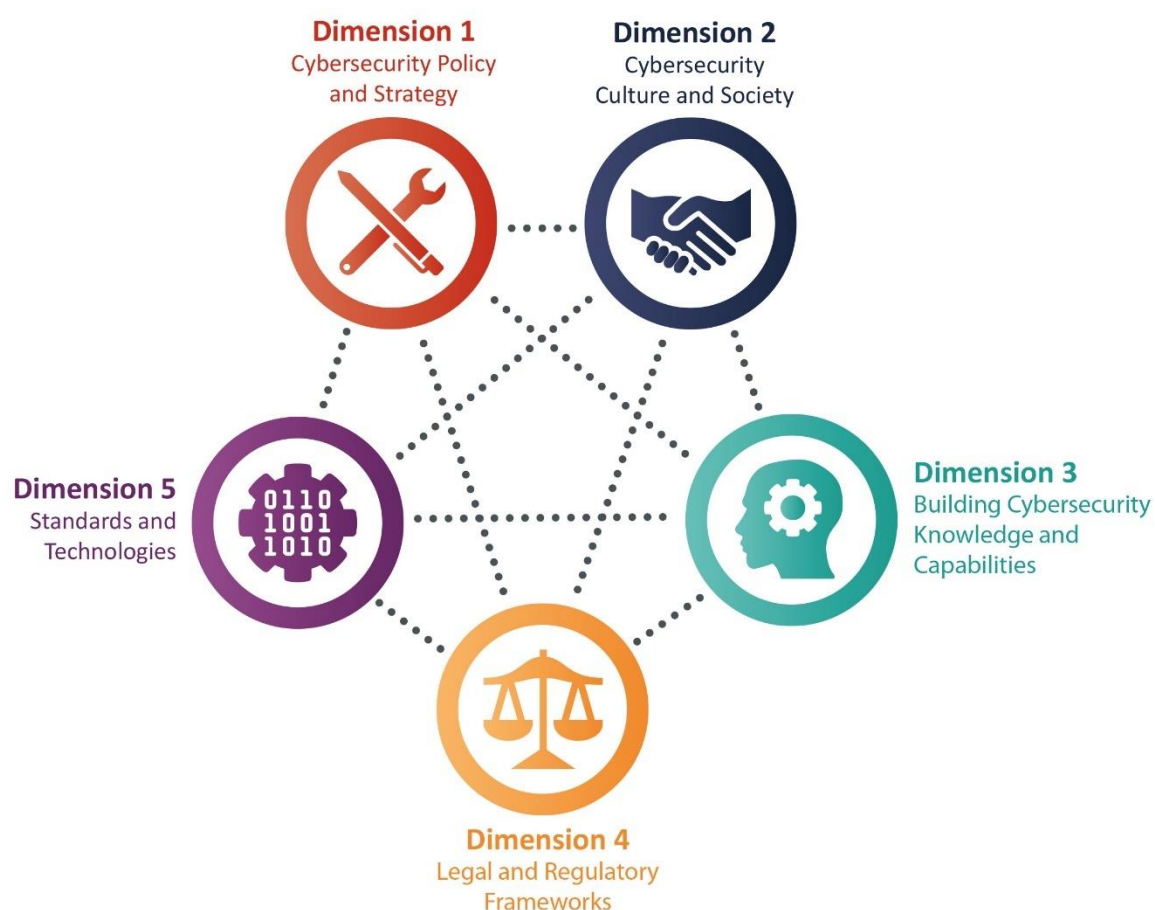 Dimension 1
Cybersecurity Policy
and Strategy
Dimension 2
Cybersecurity
Culture and Society
Dimension 3
Building Cybersecurity
Knowledge and
Capabilities
Dimension 4
Legal and Regulatory
Frameworks
Dimension 5
Standards and
Technologies
0110
1001
1010